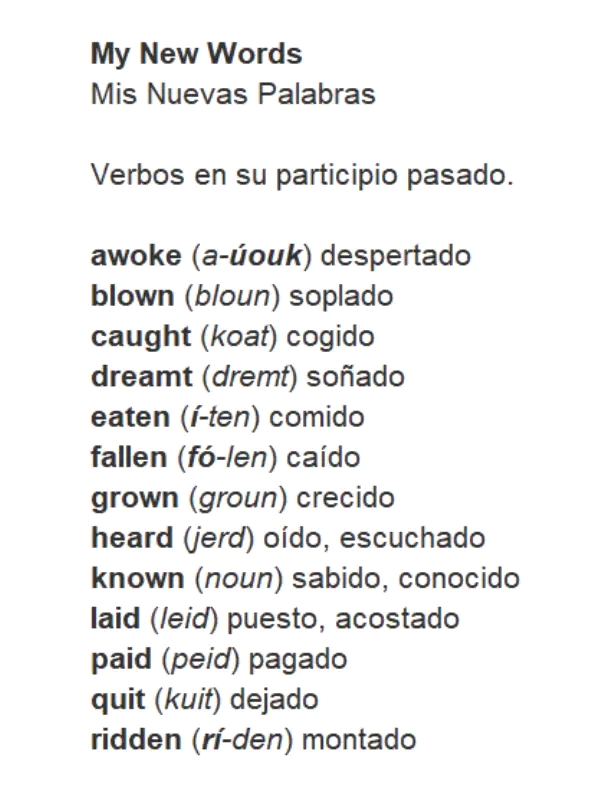 My New Words
Mis Nuevas Palabras
Verbos en su participio pasado.
awoke (a-úouk) despertado
blown (bloun) soplado
caught (koat) cogido
dreamt (dremt) soñado
eaten (í-ten) comido
fallen (fó-len) caído
grown (groun) crecido
heard (jerd) oído, escuchado
known (noun) sabido, conocido
laid (leid) puesto, acostado
paid (peid) pagado
quit (kuit) dejado
ridden (rí-den) montado